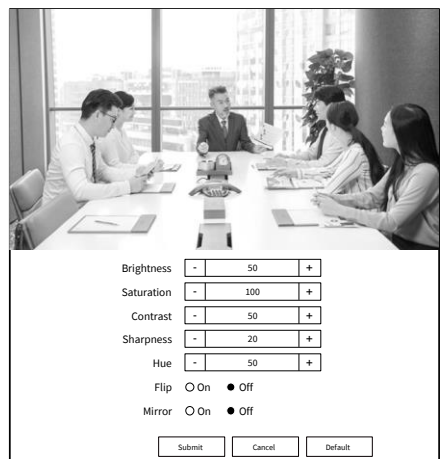 Brightness - 50 +
Saturation - 100 +
Contrast - 50 +
Sharpness - 20 +
Hue - 50 +
Flip On Off
Mirror On Off
Submit Cancel Default